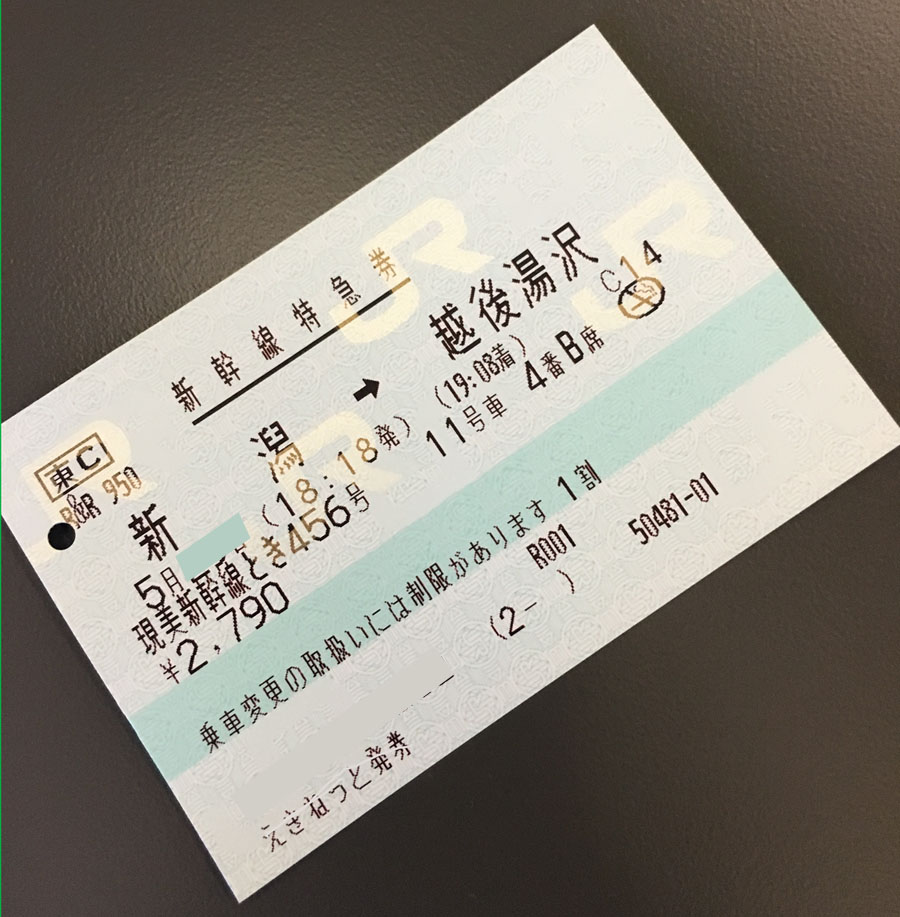 新幹線特急券
東C
R&R 950
新 潟 → 越後湯沢
5月 (18:18発) (19:08着) C14
現美新幹線とき456号 11号車 4番B席
¥2,790
乗車変更の取扱いには制限があります 1割
R001 50481-01
(2- )
えきねっと発券